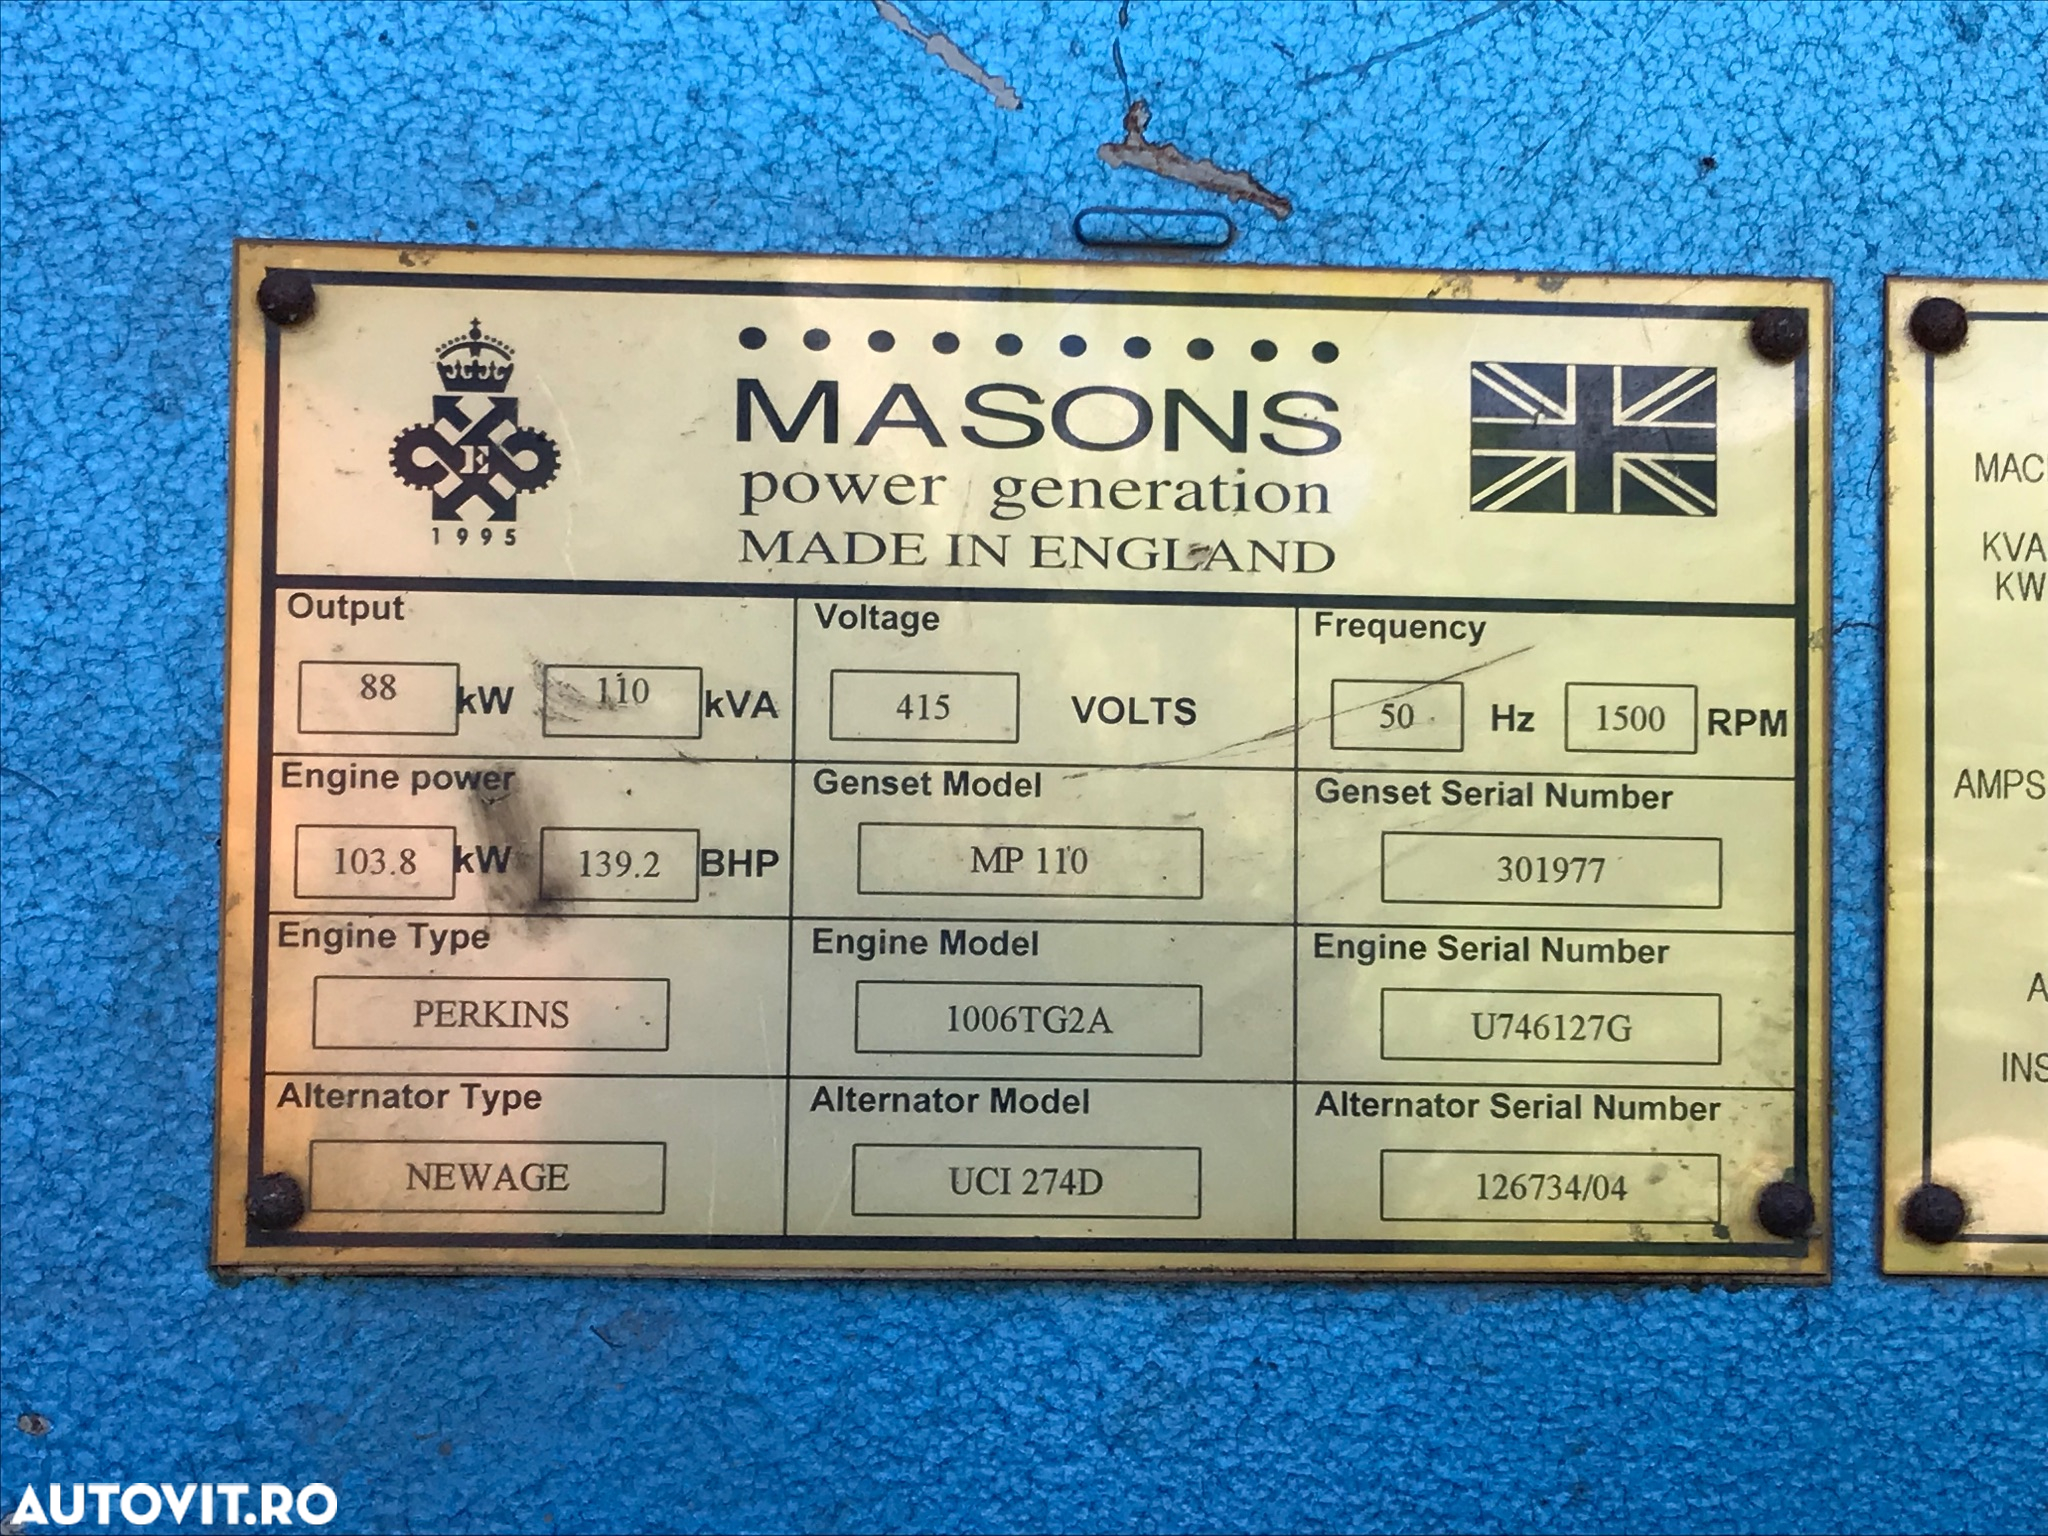 MASONS
power generation
MADE IN ENGLAND
E
1995
Output
88 kW 110 kVA
Voltage
415 VOLTS
Frequency
50 Hz 1500 RPM
Engine power
103.8 kW 139.2 BHP
Genset Model
MP 110
Genset Serial Number
301977
Engine Type
PERKINS
Engine Model
1006TG2A
Engine Serial Number
U746127G
Alternator Type
NEWAGE
Alternator Model
UCI 274D
Alternator Serial Number
126734/04
KVA
KW
AMPS
AUTOVIT.RO